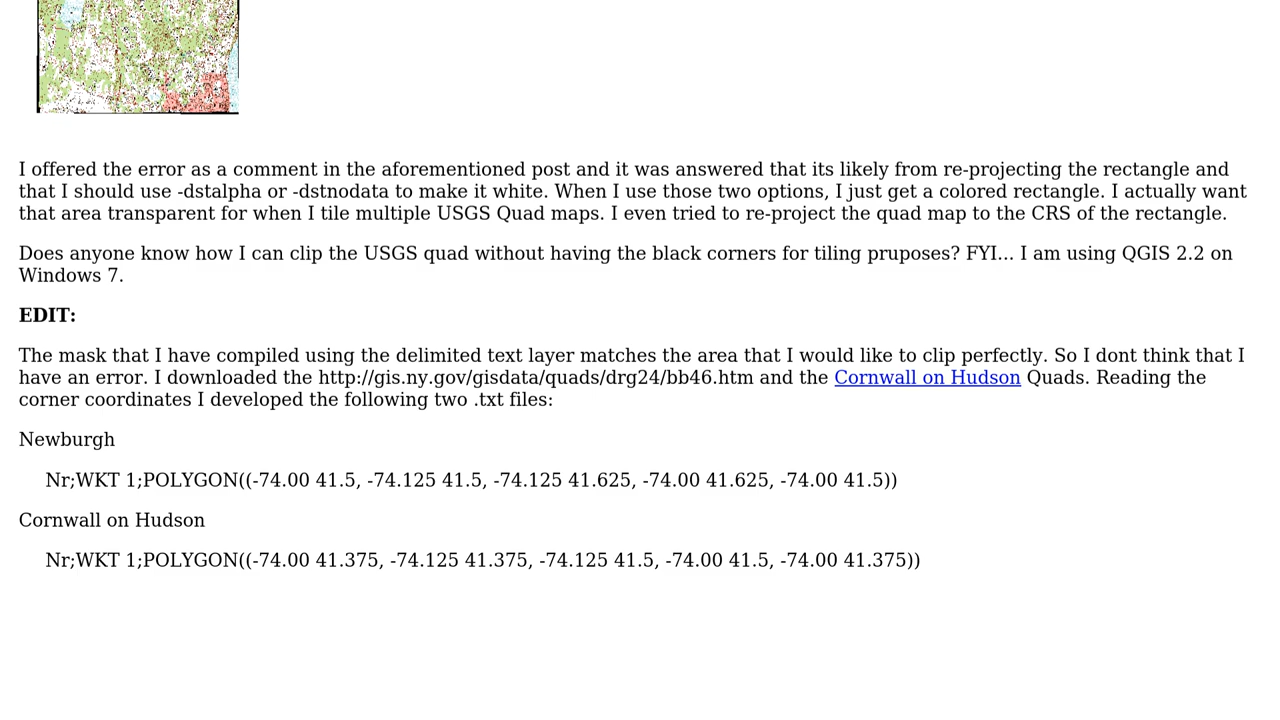 I offered the error as a comment in the aforementioned post and it was answered that its likely from re-projecting the rectangle and
that I should use -dstalpha or -dstnodata to make it white. When I use those two options, I just get a colored rectangle. I actually want
that area transparent for when I tile multiple USGS Quad maps. I even tried to re-project the quad map to the CRS of the rectangle.
Does anyone know how I can clip the USGS quad without having the black corners for tiling pruposes? FYI... I am using QGIS 2.2 on
Windows 7.
EDIT:
The mask that I have compiled using the delimited text layer matches the area that I would like to clip perfectly. So I dont think that I
have an error. I downloaded the http://gis.ny.gov/gisdata/quads/drg24/bb46.htm and the Cornwall on Hudson Quads. Reading the
corner coordinates I developed the following two .txt files:
Newburgh
Nr;WKT 1;POLYGON((-74.00 41.5, -74.125 41.5, -74.125 41.625, -74.00 41.625, -74.00 41.5))
Cornwall on Hudson
Nr;WKT 1;POLYGON((-74.00 41.375, -74.125 41.375, -74.125 41.5, -74.00 41.5, -74.00 41.375))